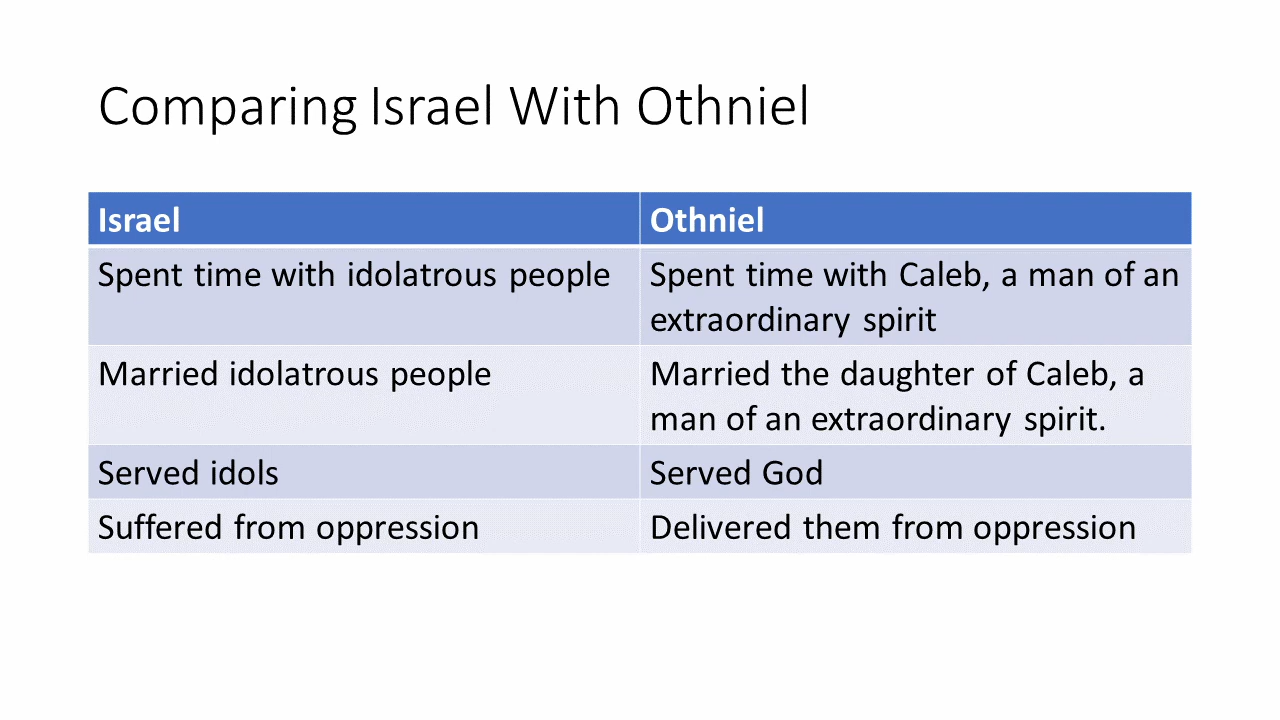 Comparing Israel With Othniel
Israel
Othniel
Spent time with idolatrous people
Spent time with Caleb, a man of an
extraordinary spirit
Married idolatrous people
Married the daughter of Caleb, a
man of an extraordinary spirit.
Served idols
Served God
Suffered from oppression
Delivered them from oppression